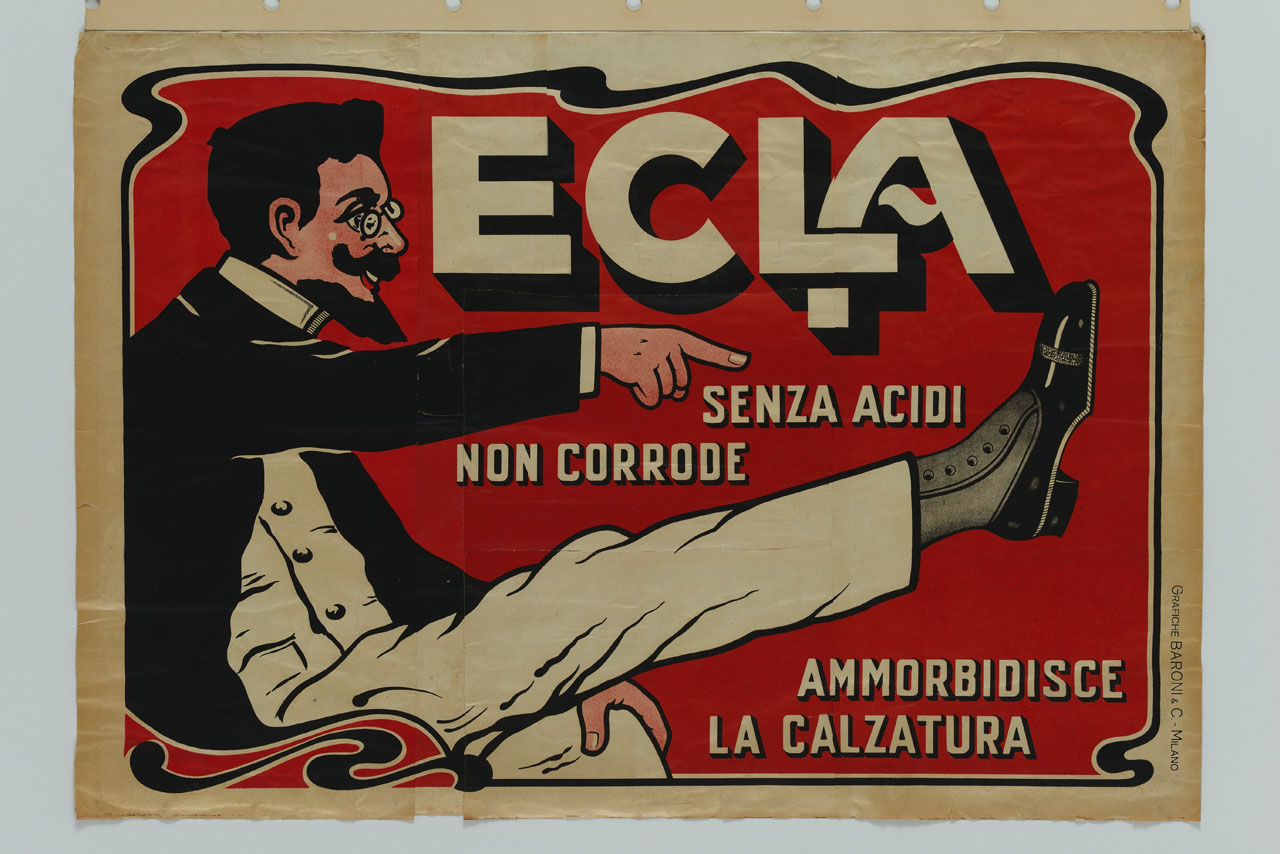 ECLA
SENZA ACIDI
NON CORRODE
AMMORBIDISCE
LA CALZATURA
GRAFICHE BARONI & C. - MILANO